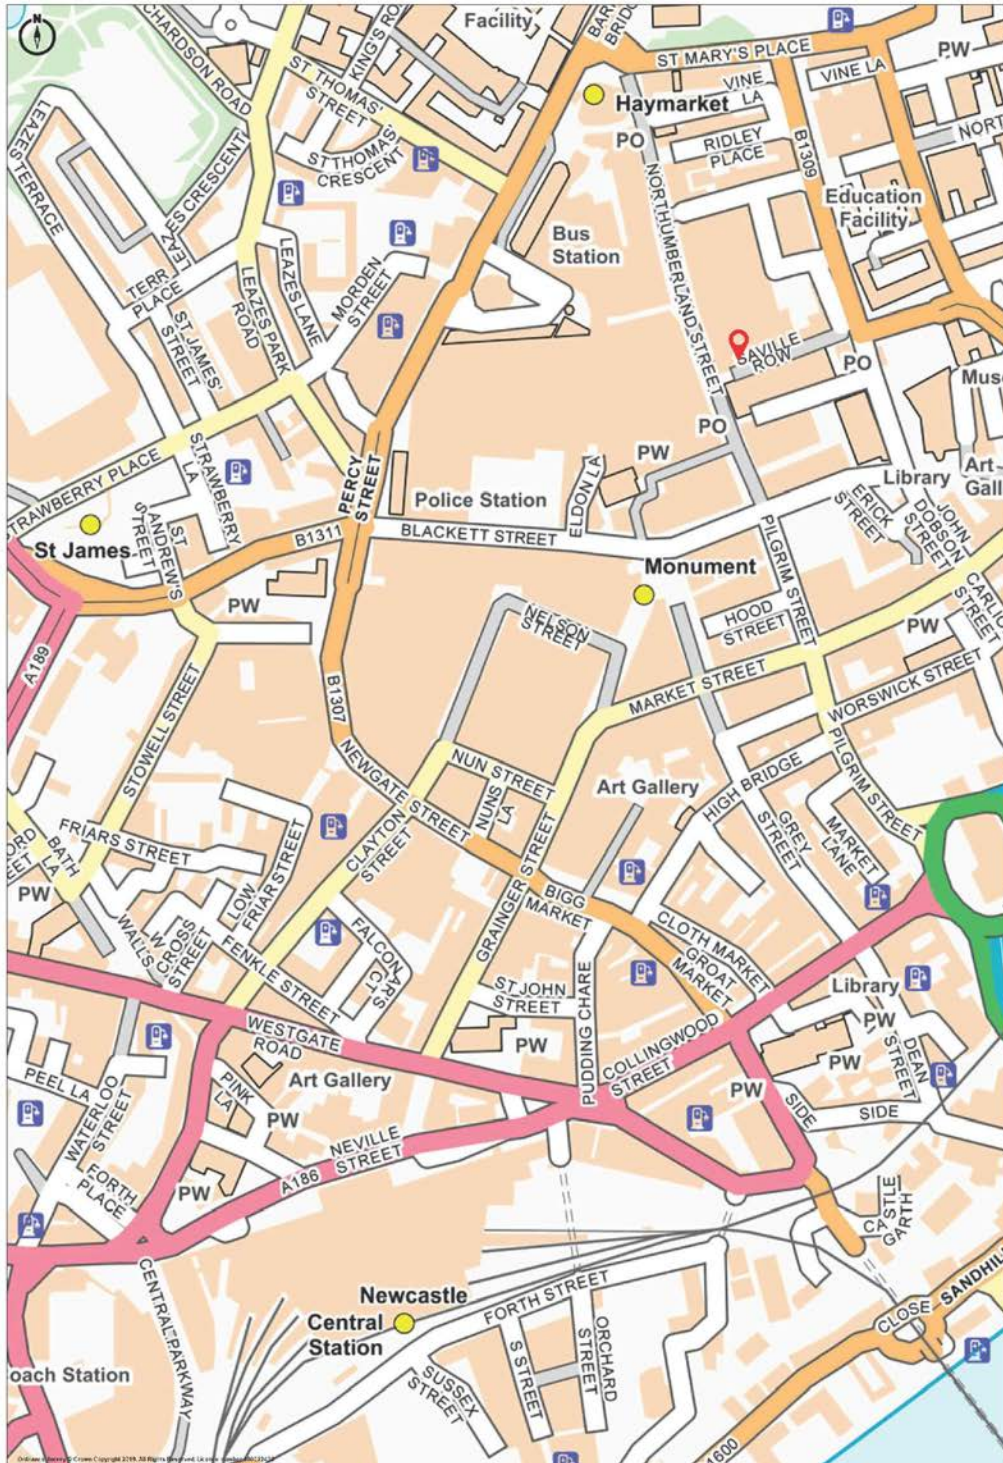 N
Facility
BRIDGE
ST MARY'S PLACE
PW
CHARDSON ROAD
KING'S RO
ST THOMAS'
STREET
VINE LA
VINE
LA
Haymarket
PO
RIDLEY
PLACE
B1309
NORT
LEAZES TERRACE
LEAZES CRESCENT
ST THOMAS'
CRESCENT
NORTHUMBERLAND STREET
Education
Facility
Bus
Station
LEAZ
TERR
PLACE
LEAZES LANE
MORDEN
STREET
ST JAMES'
STREET
LEAZES PARK
ROAD
SAVILLE
ROW
PO
PW
Muse
PO
PW
STRAWBERRY PLACE
STRAWBERRY
LA
PERCY
STREET
Police Station
ELDON LA
Library
Art
Gall
ERICK
STREET
JOHN
DOBSON
STREET
St James
ST
ANDREW'S
STREET
B1311
BLACKETT STREET
PILGRIM STREET
Monument
CARLIO
STREET
PW
NELSON
STREET
HOOD
STREET
PW
A189
MARKET STREET
WORSWICK STREET
B1307
STOWELL STREET
NEWGATE STREET
NUN STREET
NUNS
LA
Art Gallery
HIGH BRIDGE
PILGRIM STREET
GREY
STREET
MARKET
LANE
FRIARS STREET
CLAYTON
STREET
GRAINGER STREET
BATH
LA
ORD
EET
PW
LOW
FRIAR STREET
BIGG
MARKET
CLOTH MARKET
GROAT
MARKET
WAL'S
CROSS
STREET
FENKLE STREET
FALCONAR'S
CT
ST JOHN
STREET
PUDDING CHARE
Library
PW
WESTGATE
ROAD
PW
COLLINGWOOD
STREET
PW
DEAN
STREET
PEEL LA
WATERLOO
STREET
PINK
LA
Art Gallery
PW
PW
SIDE
SIDE
FORTH
PLACE
PW
NEVILLE
STREET
A186
CASTLE
GARTH
CENTRAL PARKWAY
Newcastle
Central
Station
FORTH STREET
SANDHILL
CLOSE
S STREET
ORCHARD
STREET
oach Station
SUSSEX
STREET
1600